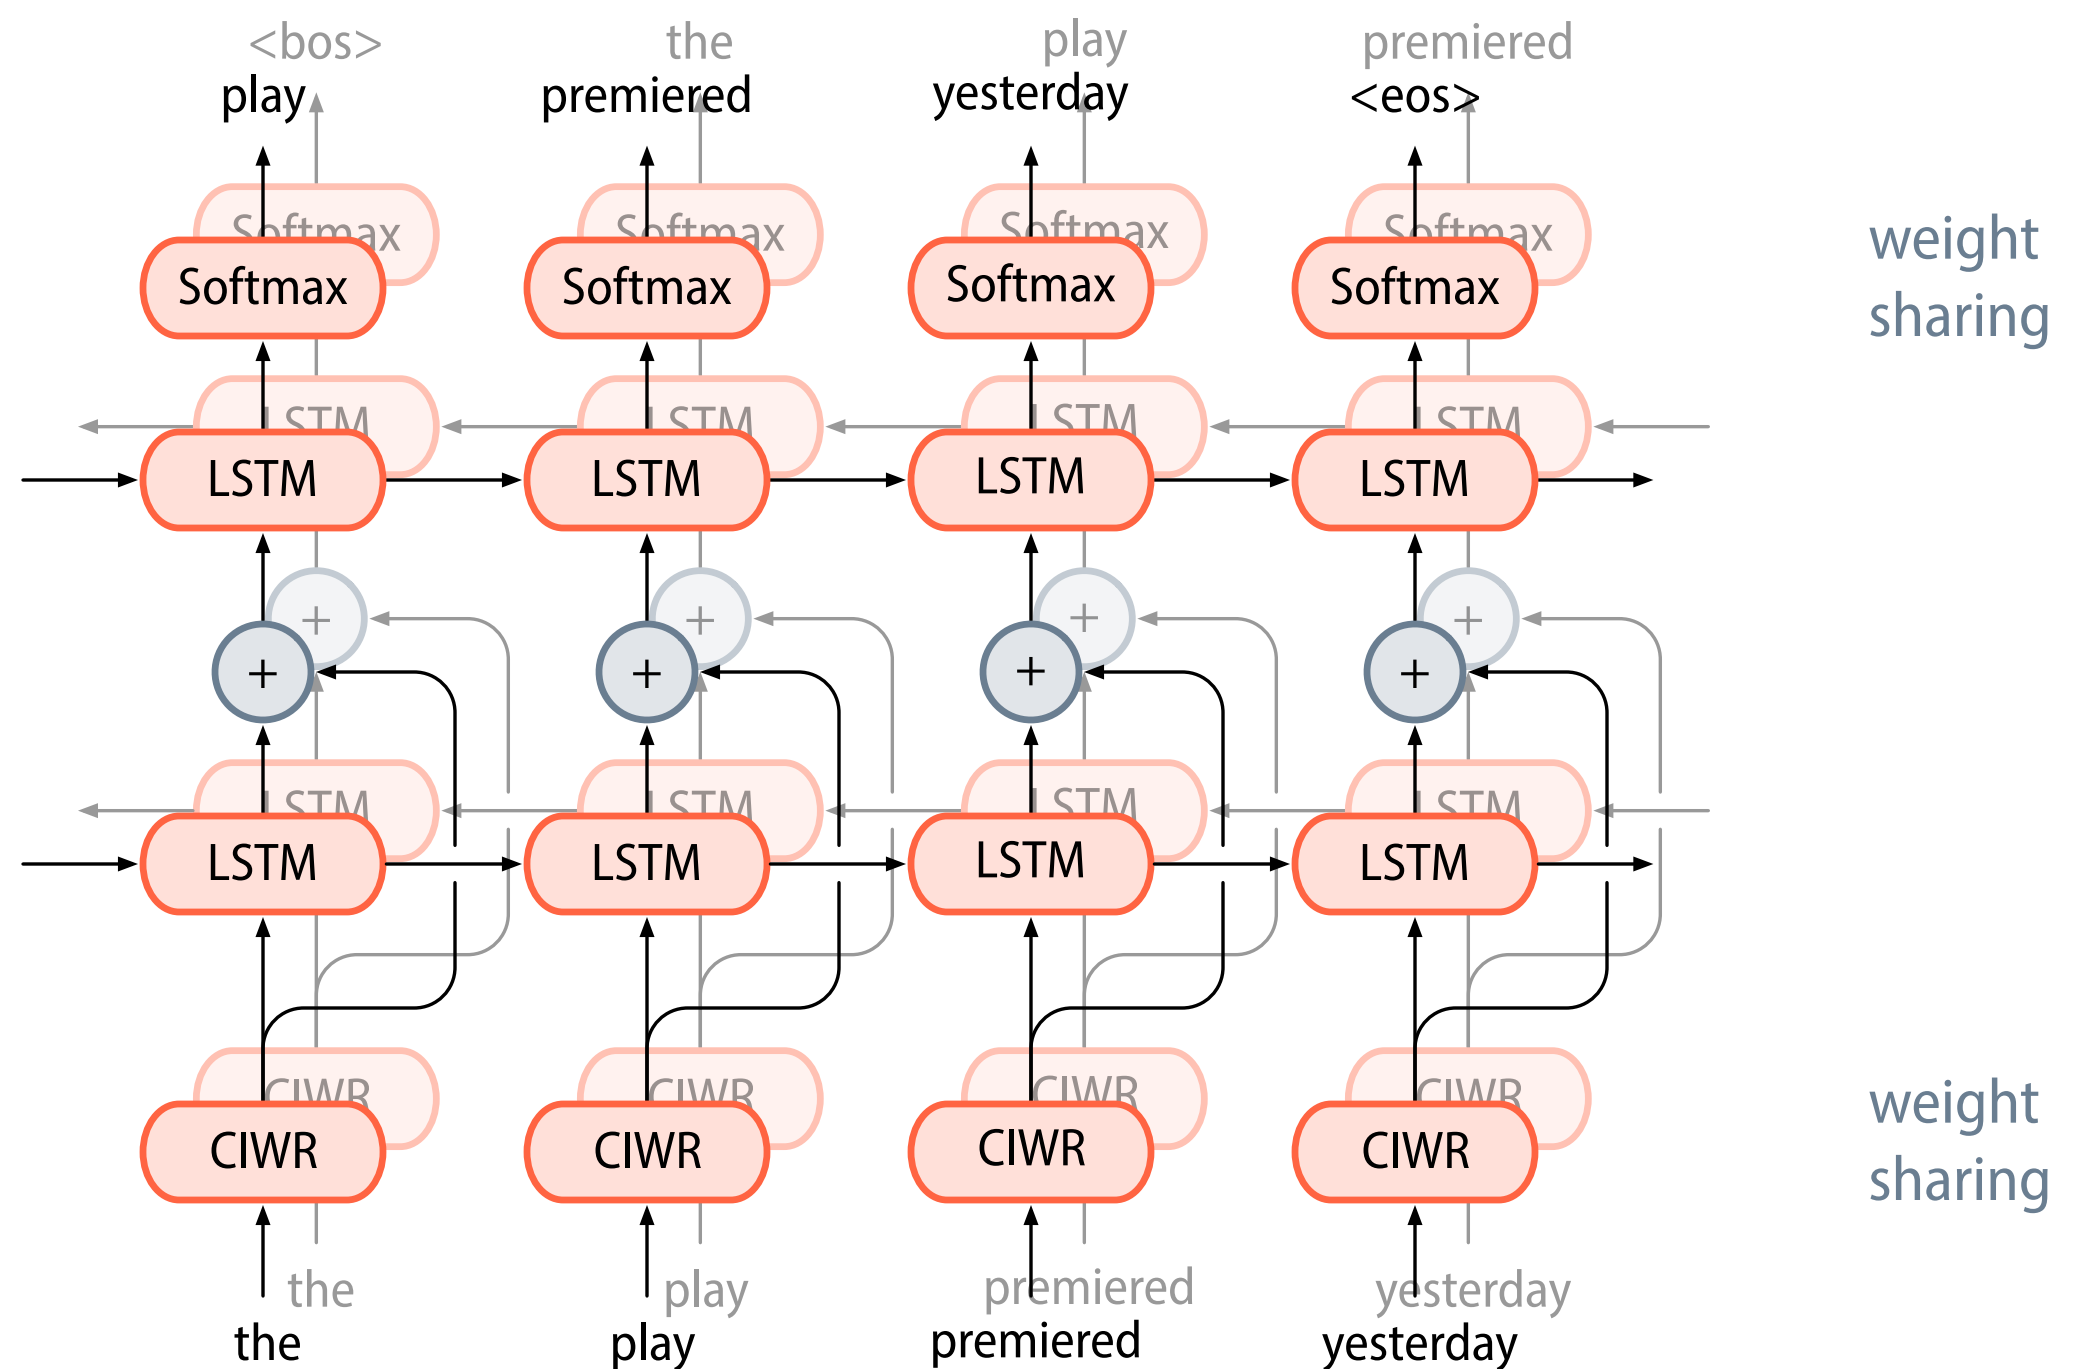 <bos> the play premiered
play premiered yesterday <eos>
Softmax Softmax Softmax Softmax
weight
Softmax Softmax Softmax Softmax
sharing
LSTM LSTM LSTM LSTM
LSTM LSTM LSTM LSTM
+ + + +
+ + + +
LSTM LSTM LSTM LSTM
LSTM LSTM LSTM LSTM
CIWR CIWR CIWR CIWR
weight
CIWR CIWR CIWR CIWR
sharing
the play premiered yesterday
the play premiered yesterday